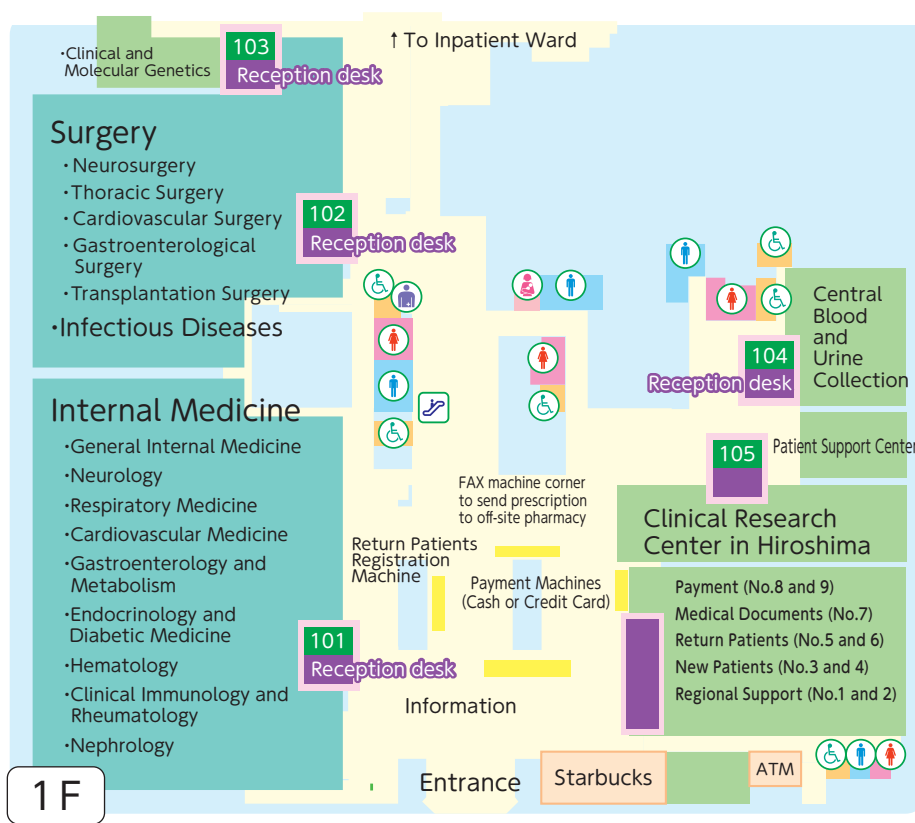 103
Reception desk
・Clinical and
Molecular Genetics
↑ To Inpatient Ward
Surgery
・Neurosurgery
・Thoracic Surgery
・Cardiovascular Surgery
・Gastroenterological
Surgery
・Transplantation Surgery
・Infectious Diseases
102
Reception desk
Central
Blood
and
Urine
Collection
104
Reception desk
Internal Medicine
・General Internal Medicine
・Neurology
・Respiratory Medicine
・Cardiovascular Medicine
・Gastroenterology and
Metabolism
・Endocrinology and
Diabetic Medicine
・Hematology
・Clinical Immunology and
Rheumatology
・Nephrology
101
Reception desk
105
Patient Support Center
FAX machine corner
to send prescription
to off-site pharmacy
Clinical Research
Center in Hiroshima
Return Patients
Registration
Machine
Payment Machines
(Cash or Credit Card)
Payment (No.8 and 9)
Medical Documents (No.7)
Return Patients (No.5 and 6)
New Patients (No.3 and 4)
Regional Support (No.1 and 2)
Information
Entrance
Starbucks
ATM
1F